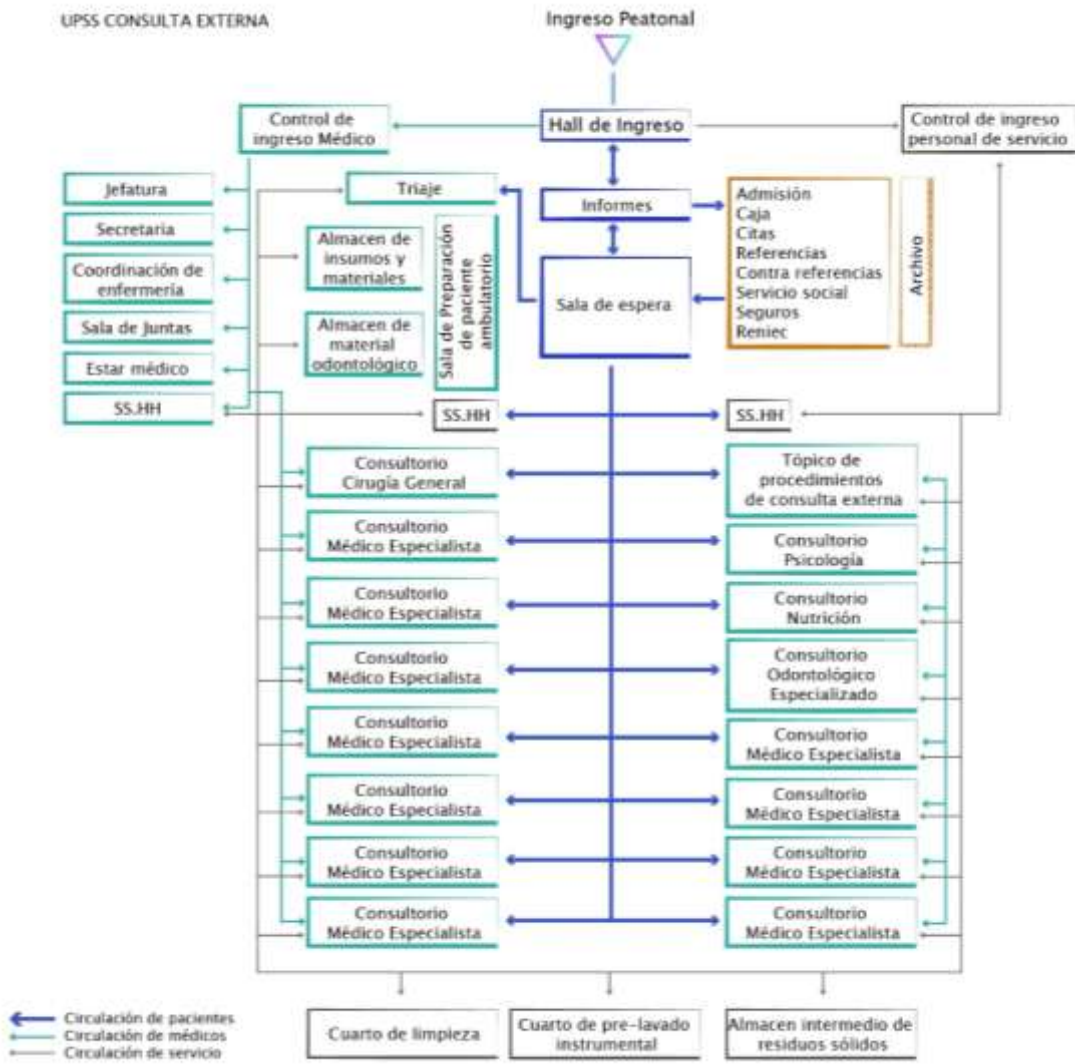 UPSS CONSULTA EXTERNA
Ingreso Peatonal
Control de
ingreso Médico
Hall de Ingreso
Control de ingreso
personal de servicio
Jefatura
Secretaria
Coordinación de
enfermería
Sala de Juntas
Estar médico
SS.HH
Triaje
Almacen de
insumos y
materiales
Almacen de
material
odontológico
Sala de Preparación
de paciente
ambulatorio
Informes
Sala de espera
Admisión
Caja
Citas
Referencias
Contra referencias
Servicio social
Seguros
Reniec
Archivo
SS.HH
SS.HH
Consultorio
Cirugía General
Consultorio
Médico Especialista
Consultorio
Médico Especialista
Consultorio
Médico Especialista
Consultorio
Médico Especialista
Consultorio
Médico Especialista
Consultorio
Médico Especialista
Consultorio
Médico Especialista
Tópico de
procedimientos
de consulta externa
Consultorio
Psicología
Consultorio
Nutrición
Consultorio
Odontológico
Especializado
Consultorio
Médico Especialista
Consultorio
Médico Especialista
Consultorio
Médico Especialista
Consultorio
Médico Especialista
Circulación de pacientes
Circulación de médicos
Circulación de servicio
Cuarto de limpieza
Cuarto de pre-lavado
instrumental
Almacen intermedio de
residuos sólidos